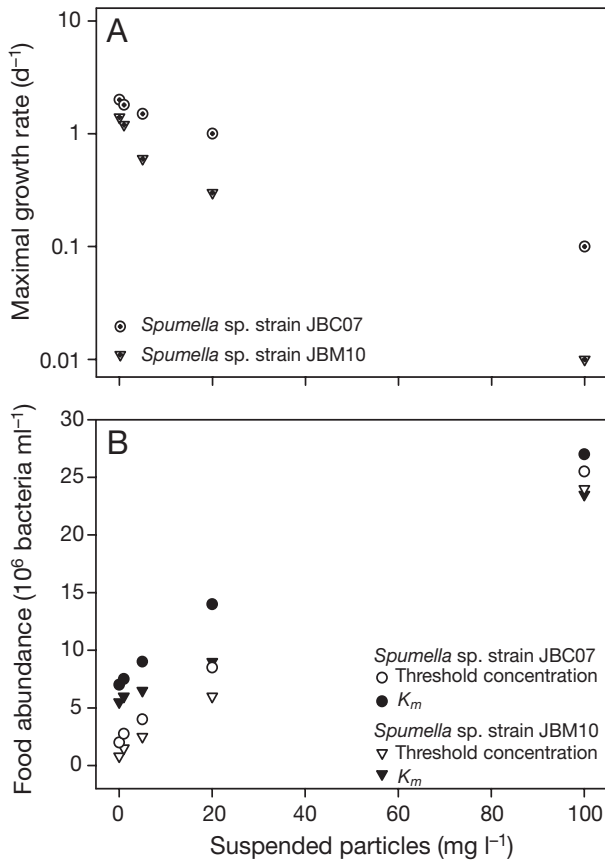 A
Maximal growth rate (d⁻¹)
10
1
0.1
0.01
Spumella sp. strain JBC07
Spumella sp. strain JBM10
B
Food abundance (10⁶ bacteria ml⁻¹)
30
25
20
15
10
5
0
Spumella sp. strain JBC07
Threshold concentration
Kₘ
Spumella sp. strain JBM10
Threshold concentration
Kₘ
0 20 40 60 80 100
Suspended particles (mg l⁻¹)